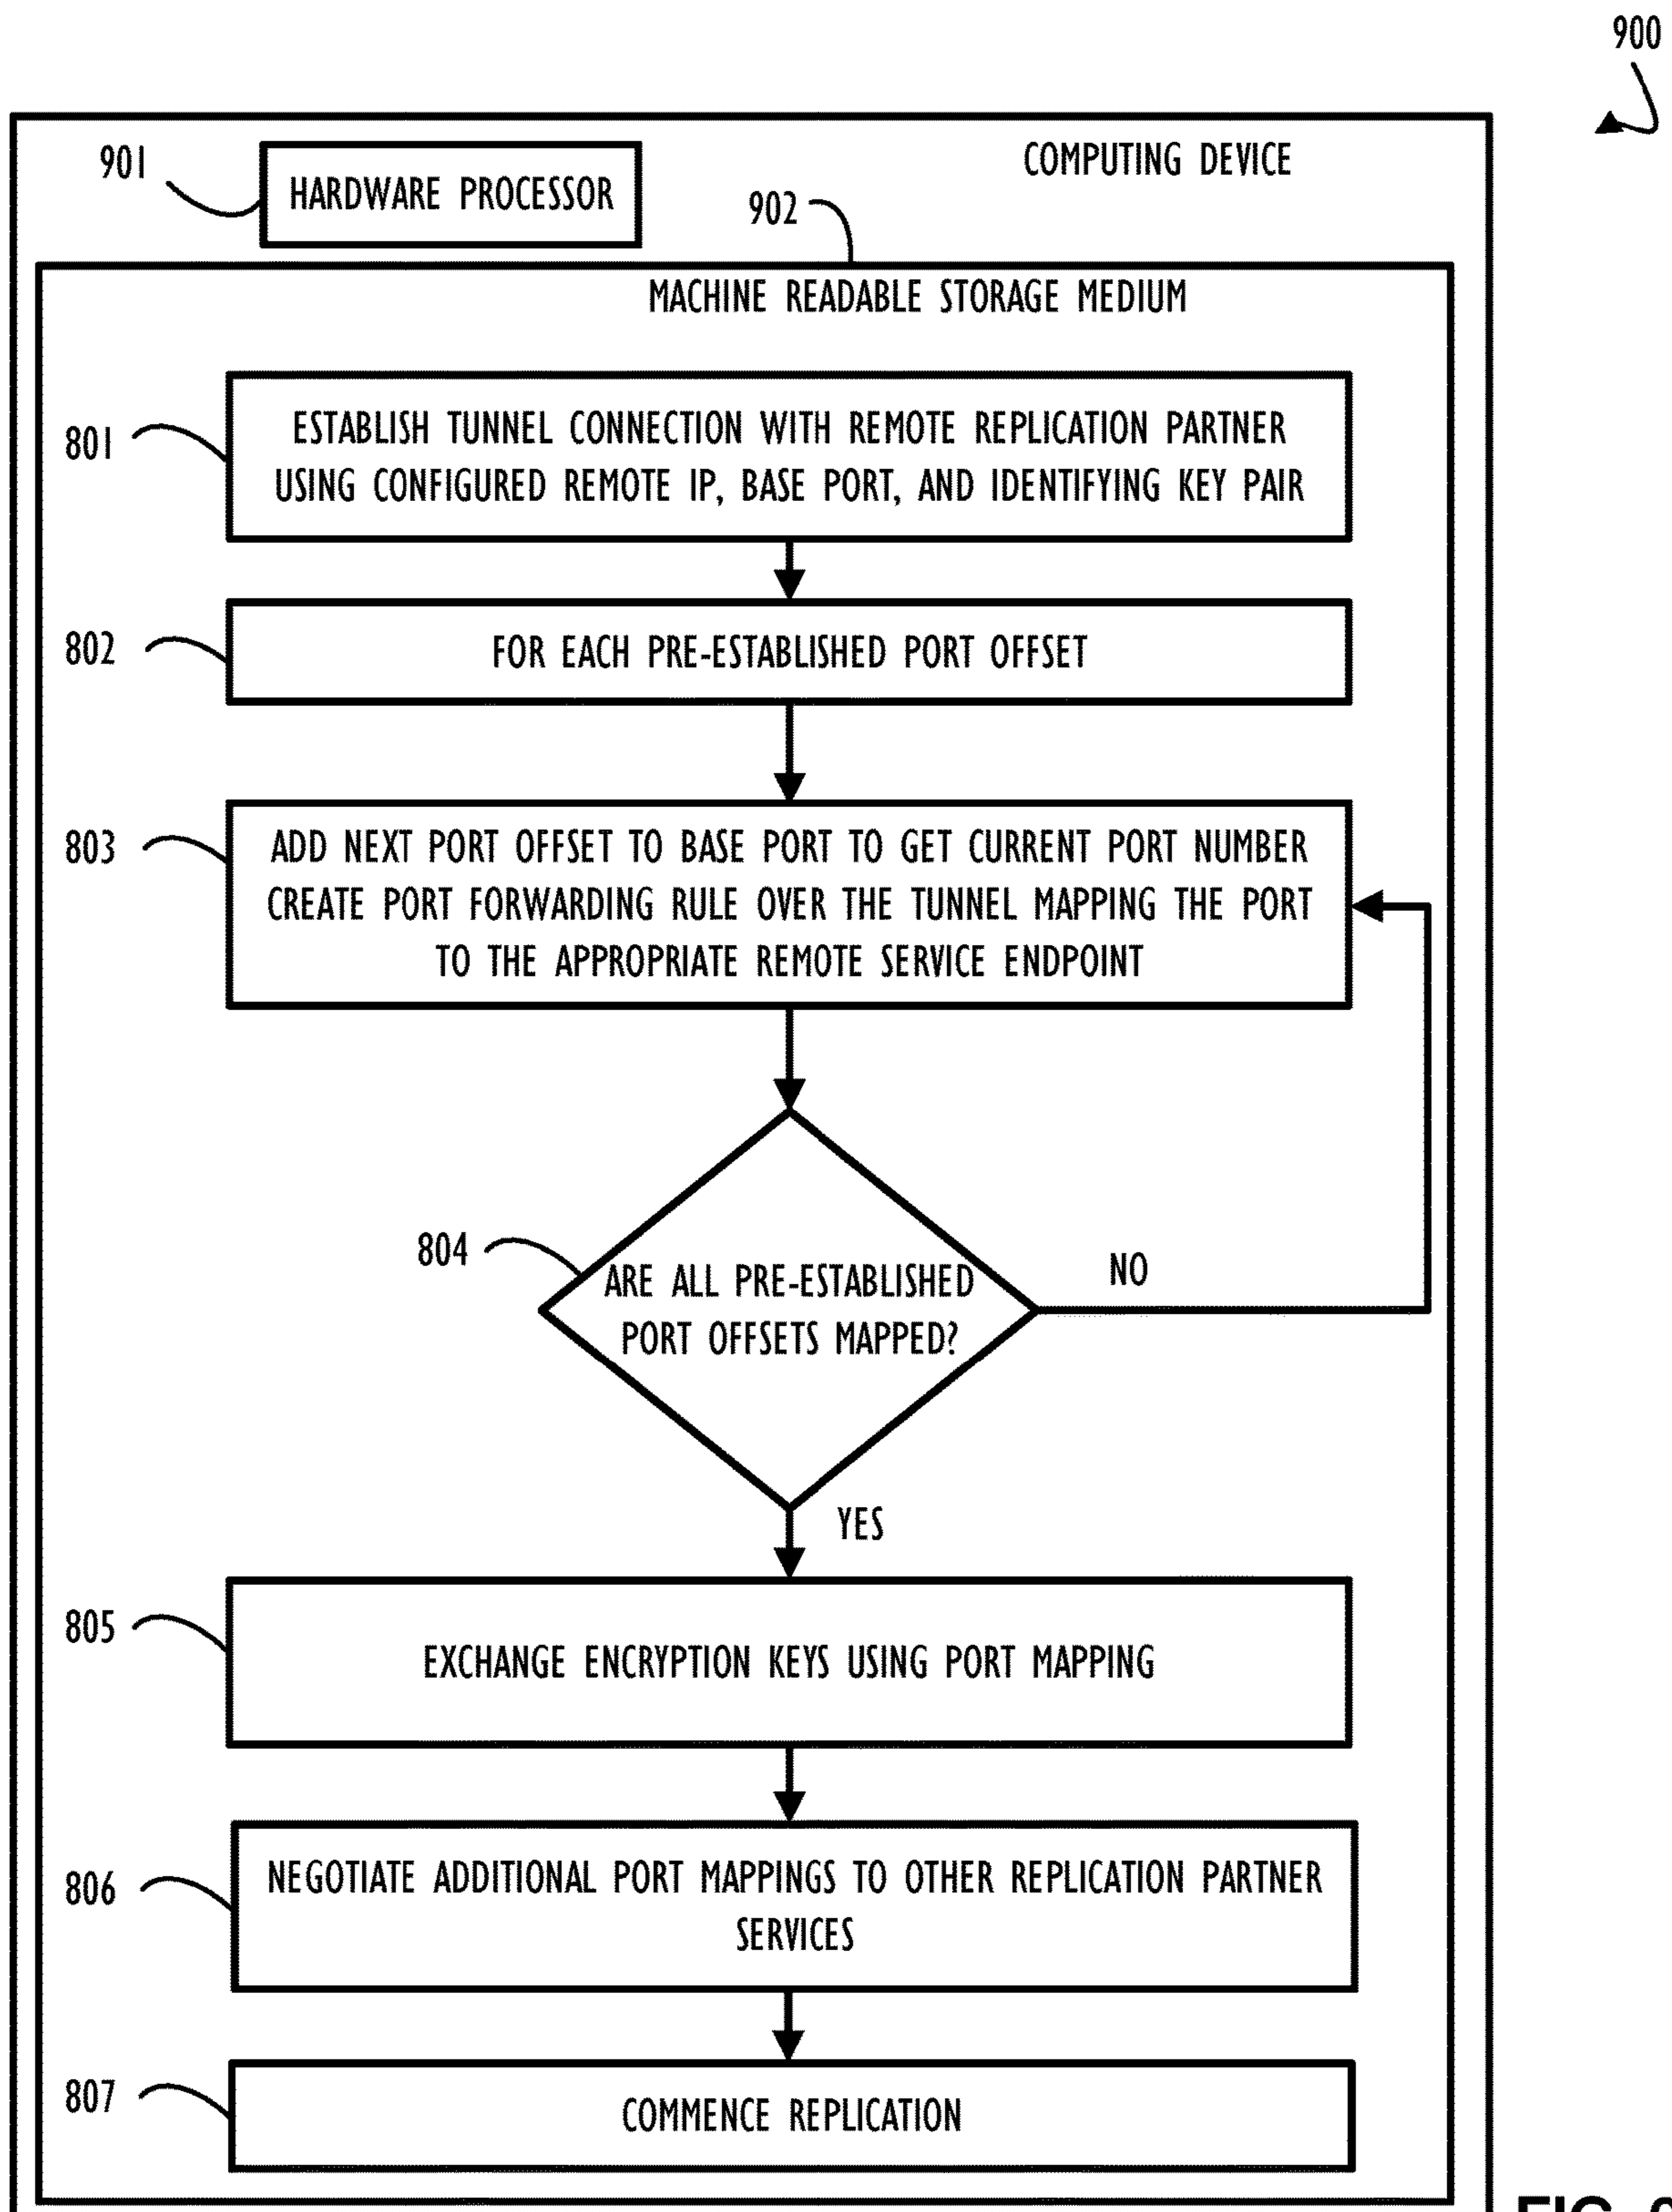 900
COMPUTING DEVICE
901
HARDWARE PROCESSOR
902
MACHINE READABLE STORAGE MEDIUM
801
ESTABLISH TUNNEL CONNECTION WITH REMOTE REPLICATION PARTNER
USING CONFIGURED REMOTE IP, BASE PORT, AND IDENTIFYING KEY PAIR
802
FOR EACH PRE-ESTABLISHED PORT OFFSET
803
ADD NEXT PORT OFFSET TO BASE PORT TO GET CURRENT PORT NUMBER
CREATE PORT FORWARDING RULE OVER THE TUNNEL MAPPING THE PORT
TO THE APPROPRIATE REMOTE SERVICE ENDPOINT
804
ARE ALL PRE-ESTABLISHED
PORT OFFSETS MAPPED?
NO
YES
805
EXCHANGE ENCRYPTION KEYS USING PORT MAPPING
806
NEGOTIATE ADDITIONAL PORT MAPPINGS TO OTHER REPLICATION PARTNER
SERVICES
807
COMMENCE REPLICATION